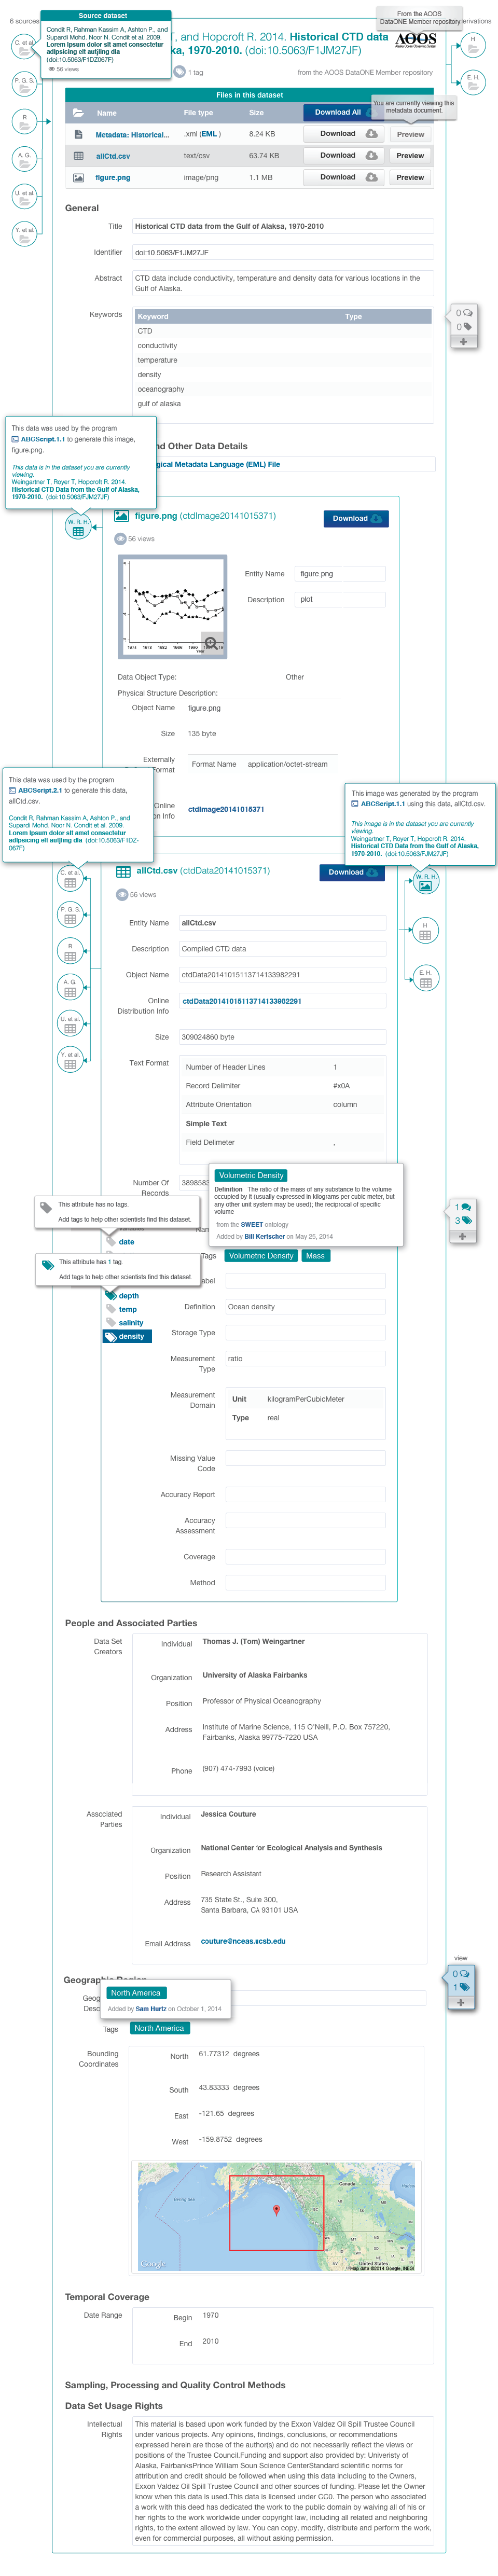 6 sources
Source dataset
Condit R, Rahman Kassim A, Ashton P., and
Supardi Mohd. Noor N. Condit et al. 2009.
Lorem Ipsum dolor sit amet consectetur
adipsicing elit autjling dia
(doi:10.5063/F1DZ067F)
56 views
T, and Hopcroft R. 2014. Historical CTD data
ka, 1970-2010. (doi:10.5063/F1JM27JF)
1 tag
From the AOOS
DataONE Member repository
erivations
AOOS
from the AOOS DataONE Member repository
C. et al.
P. G. S.
R
A. G.
U. et al.
Y. et al.
H
E. H.
Files in this dataset
Name File type Size Download All
You are currently viewing this
metadata document.
Metadata: Historical... .xml (EML ) 8.24 KB Download Preview
allCtd.csv text/csv 63.74 KB Download Preview
figure.png image/png 1.1 MB Download Preview
General
Title Historical CTD data from the Gulf of Alaksa, 1970-2010
Identifier doi:10.5063/F1JM27JF
Abstract CTD data include conductivity, temperature and density data for various locations in the
Gulf of Alaska.
Keywords
Keyword Type
CTD
conductivity
temperature
density
oceanography
gulf of alaska
0
0
+
This data was used by the program
ABCScript.1.1 to generate this image,
figure.png.
This data is in the dataset you are currently
viewing.
Weingartner T, Royer T, Hopcroft R. 2014.
Historical CTD Data from the Gulf of Alaska,
1970-2010. (doi:10.5063/FJM27JF)
nd Other Data Details
gical Metadata Language (EML) File
W. R. H.
figure.png (ctdImage20141015371) Download
56 views
1974 1978 1982 1986 1990
Entity Name figure.png
Description plot
Data Object Type: Other
Physical Structure Description:
Object Name figure.png
Size 135 byte
Externally
Format
Format Name application/octet-stream
Online
on Info
ctdImage20141015371
This data was used by the program
ABCScript.2.1 to generate this data,
allCtd.csv.
Condit R, Rahman Kassim A, Ashton P., and
Supardi Mohd. Noor N. Condit et al. 2009.
Lorem Ipsum dolor sit amet consectetur
adipsicing elit autjling dia (doi:10.5063/F1DZ-
067F)
This image was generated by the program
ABCScript.1.1 using this data, allCtd.csv.
This image is in the dataset you are currently
viewing.
Weingartner T, Royer T, Hopcroft R. 2014.
Historical CTD Data from the Gulf of Alaska,
1970-2010. (doi:10.5063/FJM27JF)
C. et al.
P. G. S.
R
A. G.
U. et al.
Y. et al.
W. R. H.
H
E. H.
allCtd.csv (ctdData20141015371) Download
56 views
Entity Name allCtd.csv
Description Compiled CTD data
Object Name ctdData20141015113714133982291
Online
Distribution Info
ctdData20141015113714133982291
Size 309024860 byte
Text Format
Number of Header Lines 1
Record Delimiter #x0A
Attribute Orientation column
Simple Text
Field Delimeter ,
Number Of
Records
3898583
Volumetric Density
Definition The ratio of the mass of any substance to the volume
occupied by it (usually expressed in kilograms per cubic meter, but
any other unit system may be used); the reciprocal of specific
volume
from the SWEET ontology
Added by Bill Kertscher on May 25, 2014
This attribute has no tags.
Add tags to help other scientists find this dataset.
1
3
+
Nam
date
Tags Volumetric Density Mass
This attribute has 1 tag.
Add tags to help other scientists find this dataset.
abel
depth
temp
salinity
density
Definition Ocean density
Storage Type
Measurement
Type
ratio
Measurement
Domain
Unit kilogramPerCubicMeter
Type real
Missing Value
Code
Accuracy Report
Accuracy
Assessment
Coverage
Method
People and Associated Parties
Data Set
Creators
Individual Thomas J. (Tom) Weingartner
Organization University of Alaska Fairbanks
Position Professor of Physical Oceanography
Address Institute of Marine Science, 115 O'Neill, P.O. Box 757220,
Fairbanks, Alaska 99775-7220 USA
Phone (907) 474-7993 (voice)
Associated
Parties
Individual Jessica Couture
Organization National Center for Ecological Analysis and Synthesis
Position Research Assistant
Address 735 State St., Suite 300,
Santa Barbara, CA 93101 USA
Email Address couture@nceas.ucsb.edu
view
0
1
+
Geographic Region
Geog
Desc
North America
Added by Sam Hurtz on October 1, 2014
Tags North America
Bounding
Coordinates
North 61.77312 degrees
South 43.83333 degrees
East -121.65 degrees
West -159.8752 degrees
Bering Sea
Canada
United States
Google
Map data ©2014 Google, INEGI
Temporal Coverage
Date Range
Begin 1970
End 2010
Sampling, Processing and Quality Control Methods
Data Set Usage Rights
Intellectual
Rights
This material is based upon work funded by the Exxon Valdez Oil Spill Trustee Council
under various projects. Any opinions, findings, conclusions, or recommendations
expressed herein are those of the author(s) and do not necessarily reflect the views or
positions of the Trustee Council.Funding and support also provided by: Univeristy of
Alaska, FairbanksPrince William Soun Science CenterStandard scientific norms for
attribution and credit should be followed when using this data including to the Owners,
Exxon Valdez Oil Spill Trustee Council and other sources of funding. Please let the Owner
know when this data is used.This data is licensed under CC0. The person who associated
a work with this deed has dedicated the work to the public domain by waiving all of his
or her rights to the work worldwide under copyright law, including all related and neighboring
rights, to the extent allowed by law. You can copy, modify, distribute and perform the work,
even for commercial purposes, all without asking permission.